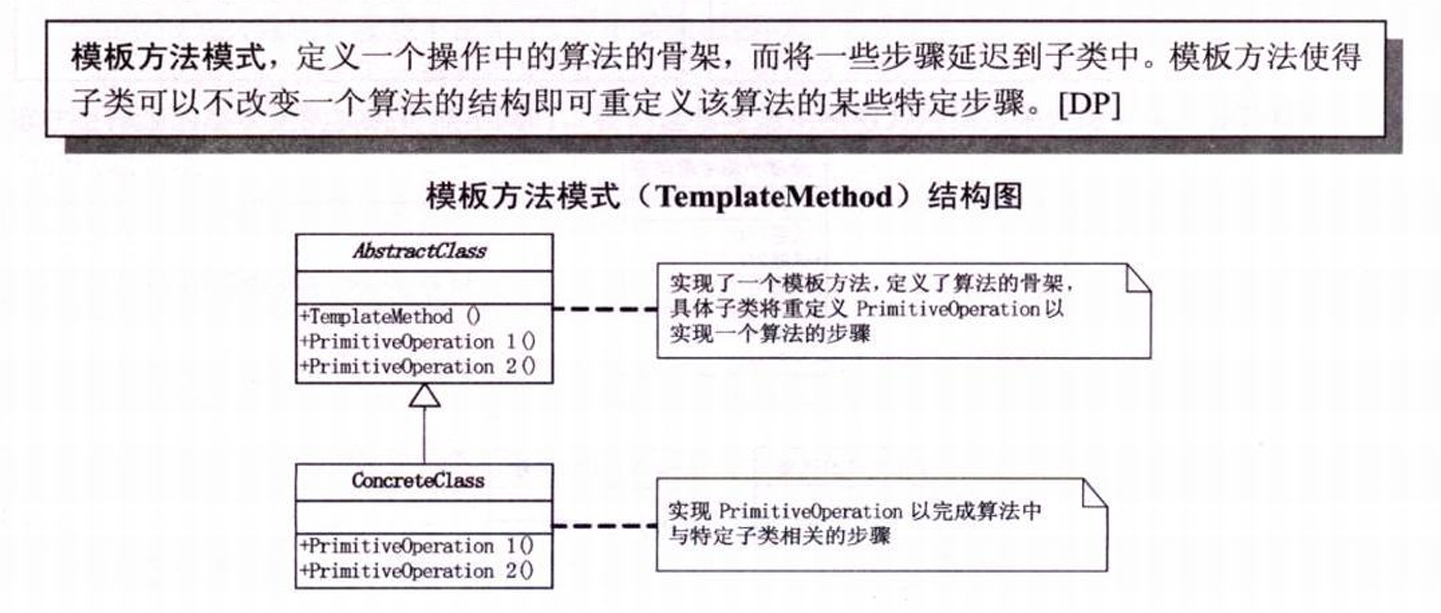 模板方法模式，定义一个操作中的算法的骨架，而将一些步骤延迟到子类中。模板方法使得
子类可以不改变一个算法的结构即可重定义该算法的某些特定步骤。[DP]
模板方法模式（TemplateMethod）结构图
AbstractClass
+TemplateMethod ()
+PrimitiveOperation 1()
+PrimitiveOperation 2()
实现了一个模板方法，定义了算法的骨架，
具体子类将重定义 PrimitiveOperation 以
实现一个算法的步骤
ConcreteClass
+PrimitiveOperation 1()
+PrimitiveOperation 2()
实现 PrimitiveOperation 以完成算法中
与特定子类相关的步骤